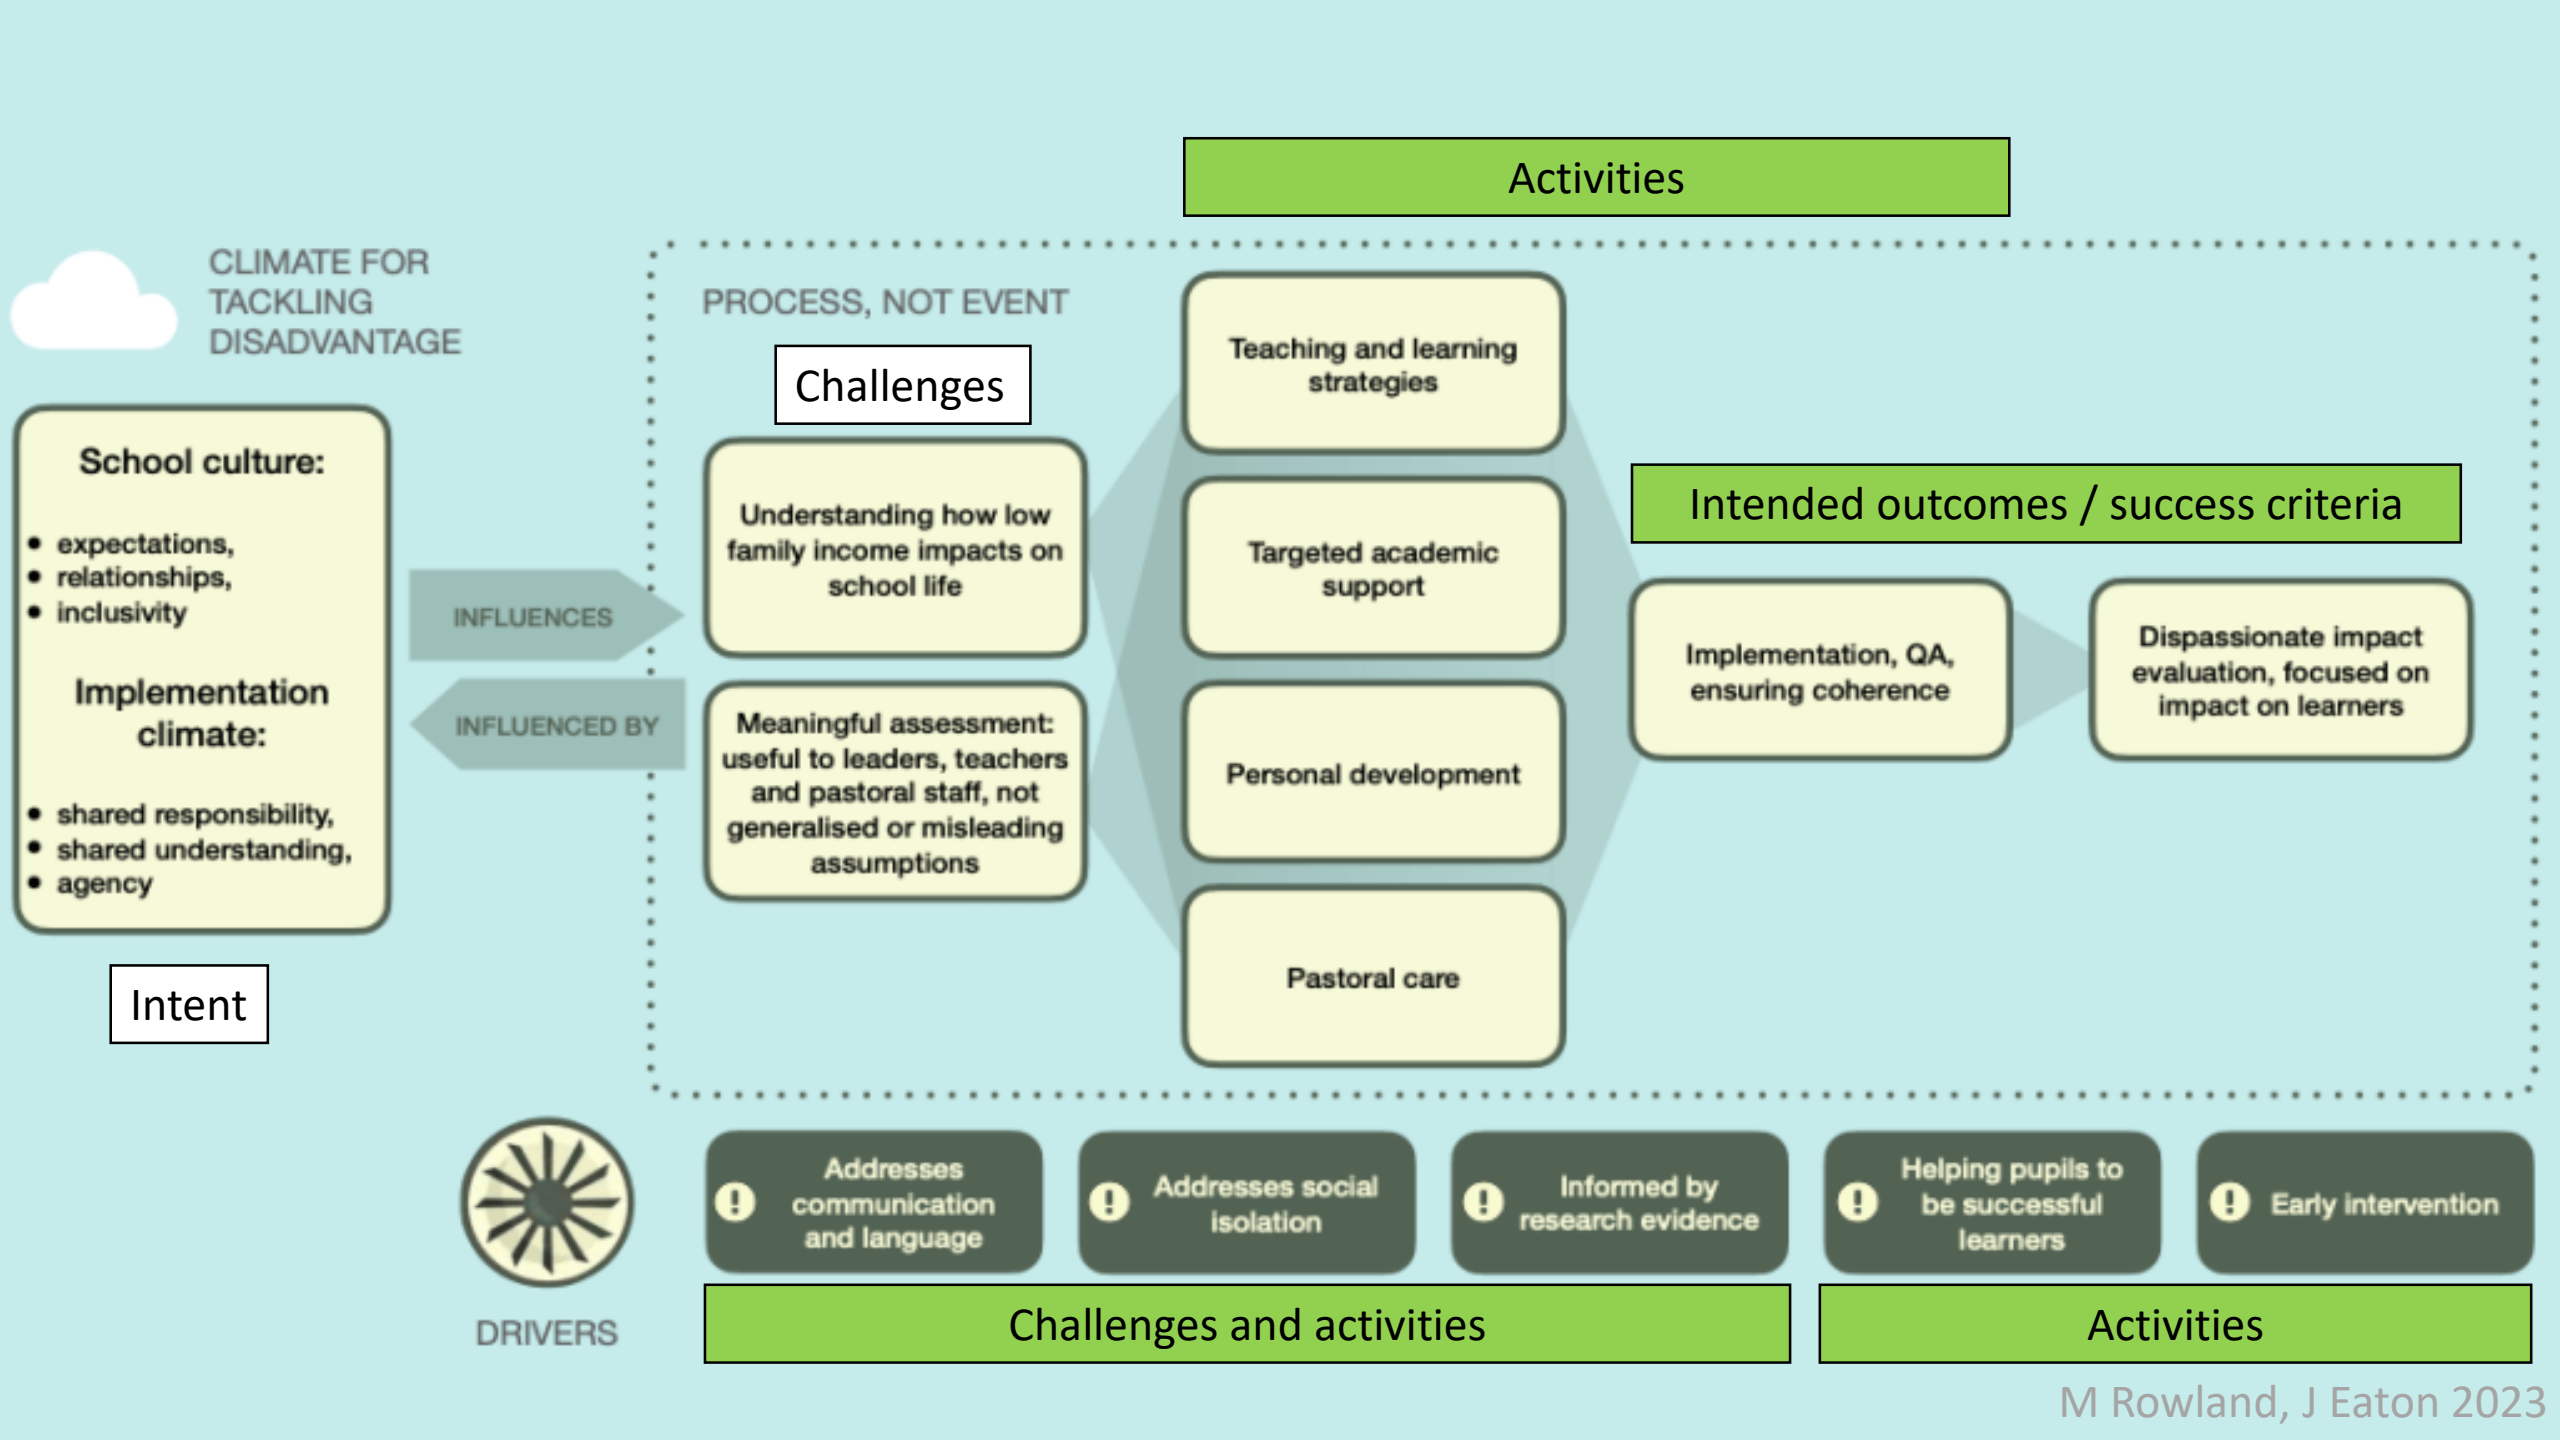 Activities
CLIMATE FOR
TACKLING
DISADVANTAGE
School culture:
• expectations,
• relationships,
• inclusivity
Implementation
climate:
• shared responsibility,
• shared understanding,
• agency
Intent
INFLUENCES
INFLUENCED BY
PROCESS, NOT EVENT
Challenges
Understanding how low
family income impacts on
school life
Meaningful assessment:
useful to leaders, teachers
and pastoral staff, not
generalised or misleading
assumptions
Teaching and learning
strategies
Targeted academic
support
Personal development
Pastoral care
Intended outcomes / success criteria
Implementation, QA,
ensuring coherence
Dispassionate impact
evaluation, focused on
impact on learners
DRIVERS
! Addresses
communication
and language
! Addresses social
isolation
! Informed by
research evidence
! Helping pupils to
be successful
learners
! Early intervention
Challenges and activities
Activities
M Rowland, J Eaton 2023